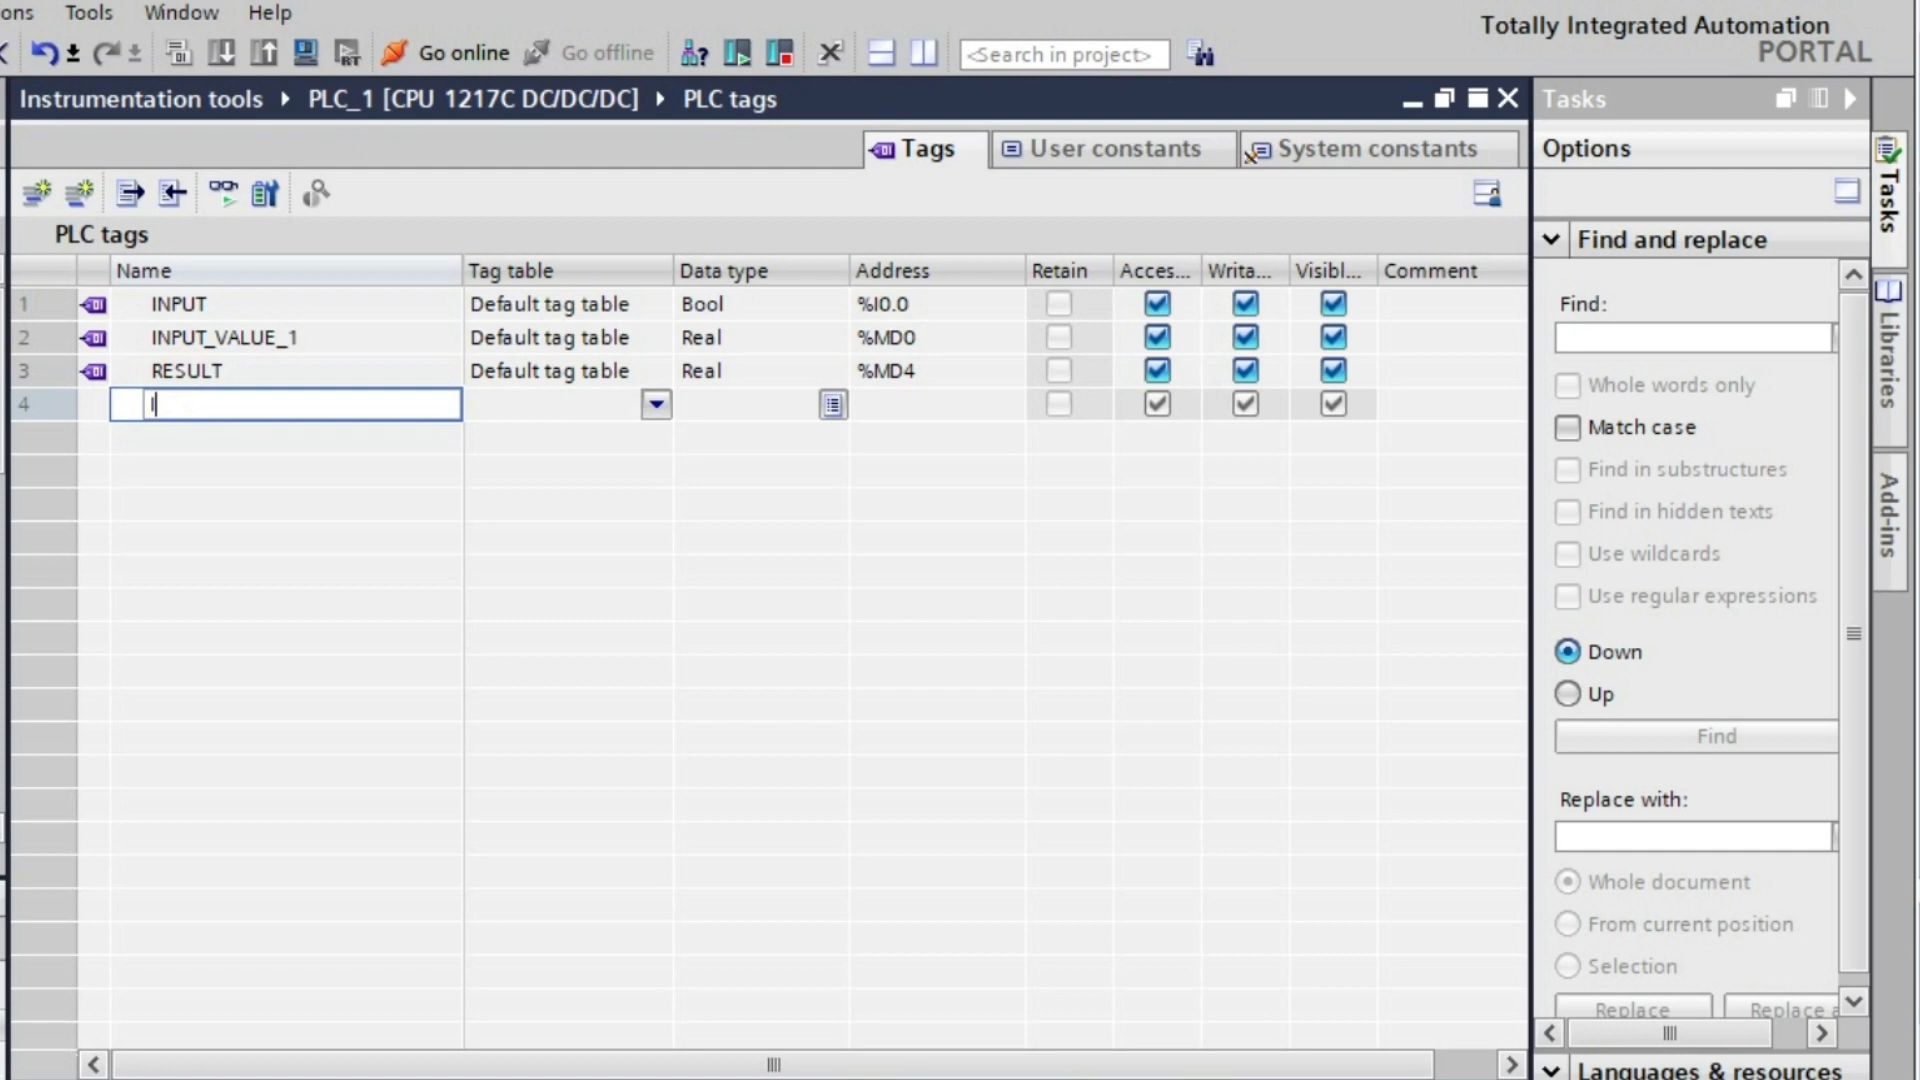 ons Tools Window Help
Totally Integrated Automation
PORTAL
Go online Go offline <Search in project>
Instrumentation tools PLC_1 [CPU 1217C DC/DC/DC] PLC tags
Tasks
Tags User constants System constants
Options
PLC tags
Find and replace
Name Tag table Data type Address Retain Acces... Writa... Visibl... Comment
1 INPUT Default tag table Bool %I0.0
2 INPUT_VALUE_1 Default tag table Real %MD0
3 RESULT Default tag table Real %MD4
4 I
Find:
Whole words only
Match case
Find in substructures
Find in hidden texts
Use wildcards
Use regular expressions
Down
Up
Find
Replace with:
Whole document
From current position
Selection
Replace Replace a
Languages & resources
Tasks
Libraries
Add-ins